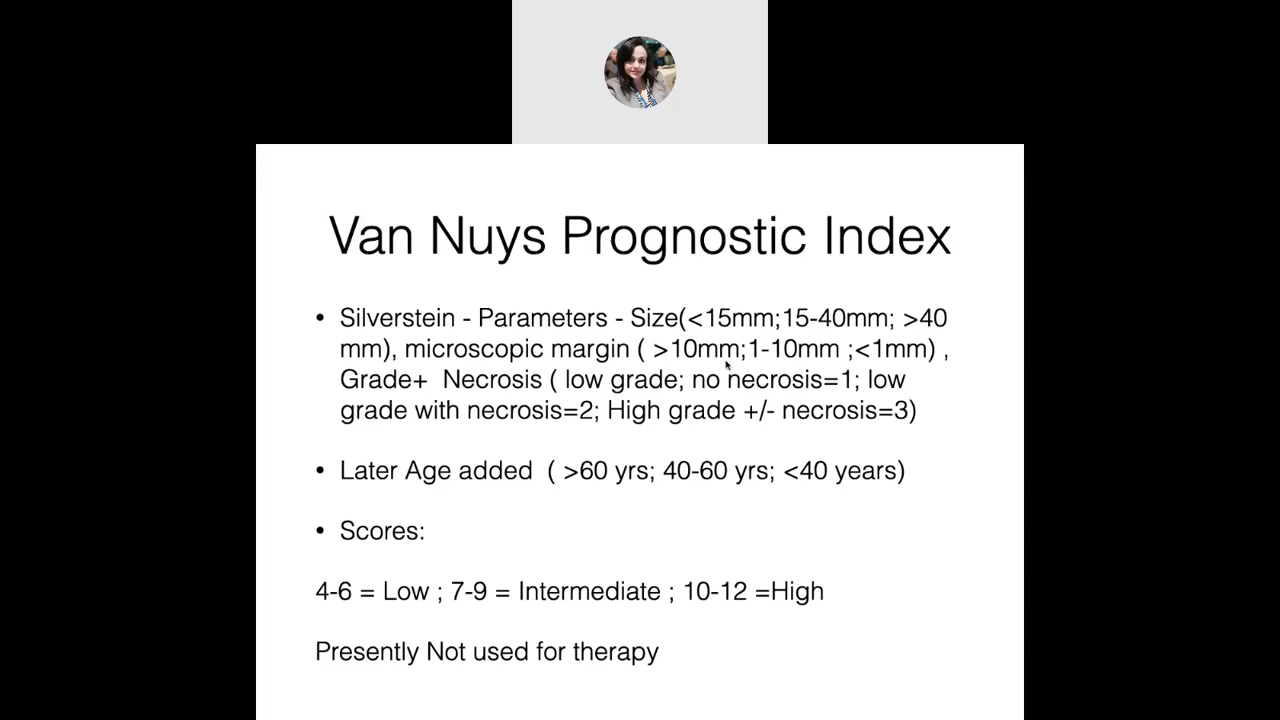 Van Nuys Prognostic Index
• Silverstein - Parameters - Size(<15mm;15-40mm; >40
mm), microscopic margin ( >10mm;1-10mm ;<1mm) ,
Grade+ Necrosis ( low grade; no necrosis=1; low
grade with necrosis=2; High grade +/- necrosis=3)
• Later Age added ( >60 yrs; 40-60 yrs; <40 years)
• Scores:
4-6 = Low ; 7-9 = Intermediate ; 10-12 =High
Presently Not used for therapy